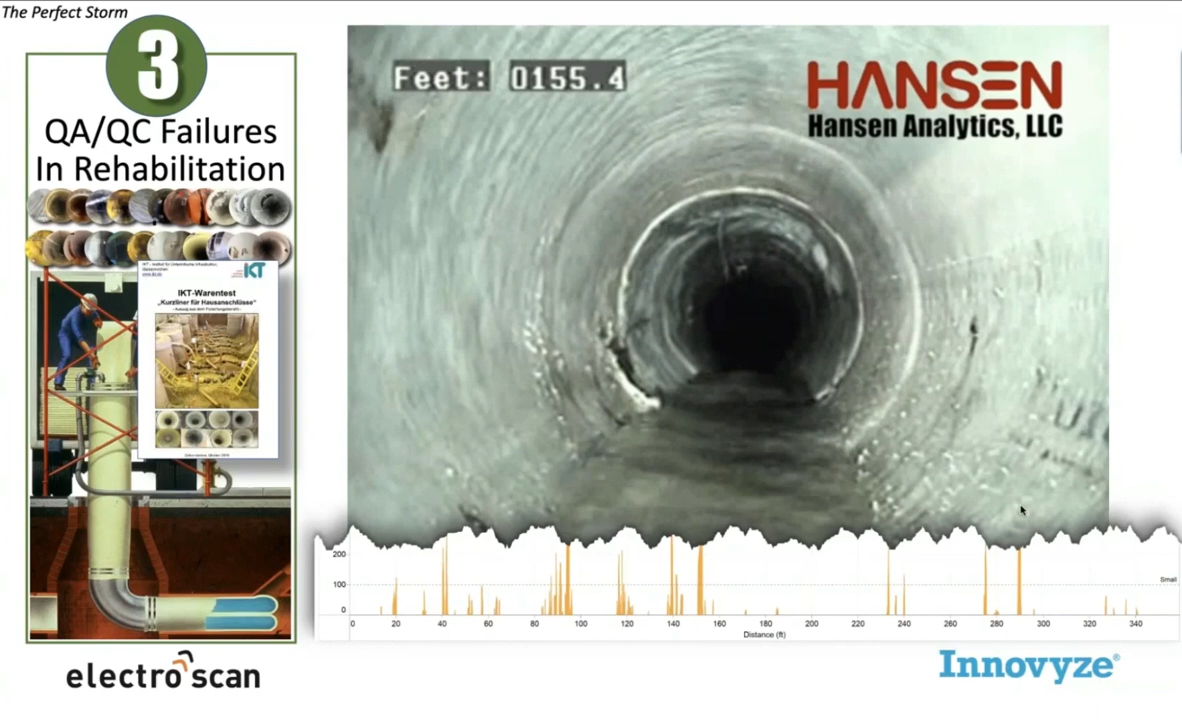 The Perfect Storm
3
QA/QC Failures
In Rehabilitation
IKT
IKT-Warentest
„Kurzliner für Hausanschlüsse“
Feet: 0155.4
HANSEN
Hansen Analytics, LLC
200
100
0
Small
0 20 40 60 80 100 120 140 160 180 200 220 240 260 280 300 320 340
Distance (ft)
electro scan
Innovyze®